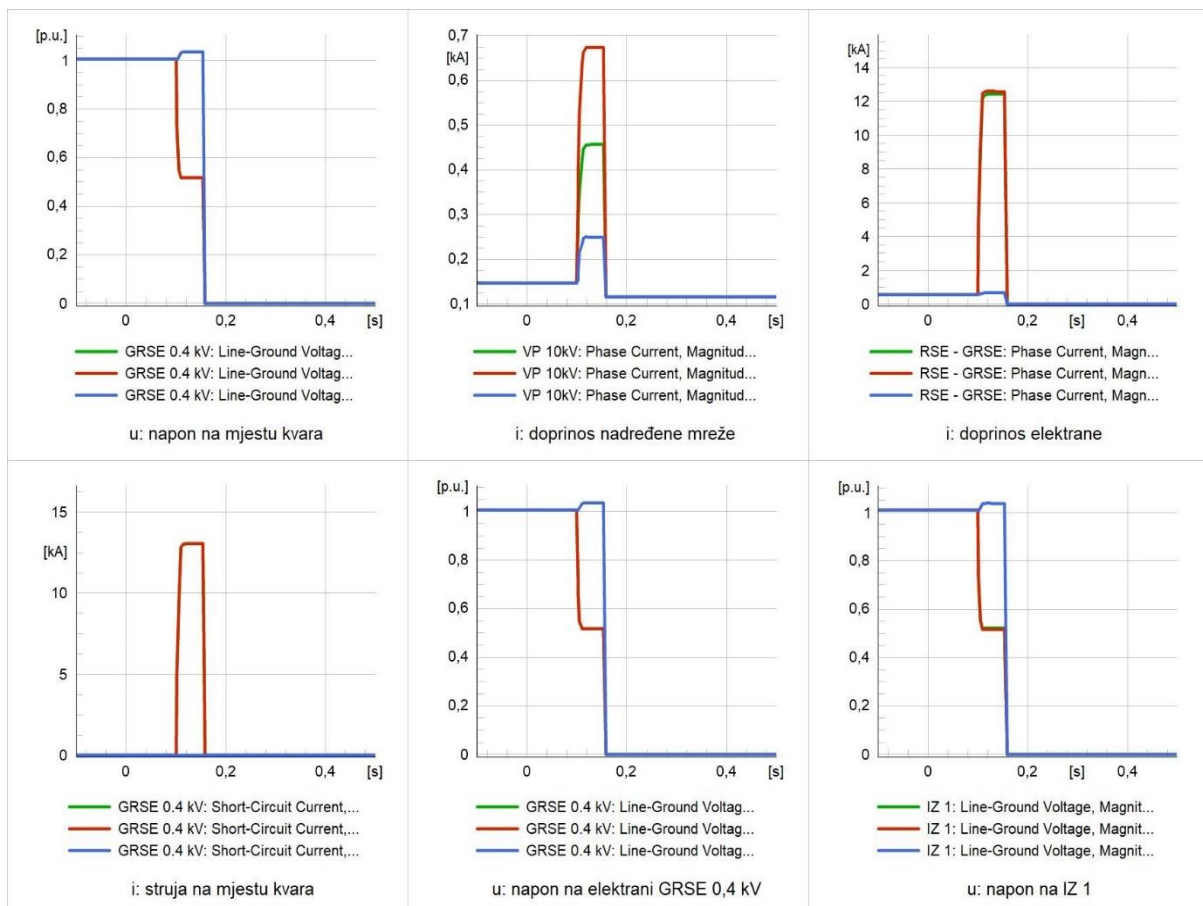 [p.u.]
1
0,8
0,6
0,4
0,2
0
0 0,2 0,4 [s]
GRSE 0.4 kV: Line-Ground Voltag...
GRSE 0.4 kV: Line-Ground Voltag...
GRSE 0.4 kV: Line-Ground Voltag...
u: napon na mjestu kvara
0,7
[kA]
0,6
0,5
0,4
0,3
0,2
0,1
0 0,2 0,4 [s]
VP 10kV: Phase Current, Magnitud...
VP 10kV: Phase Current, Magnitud...
VP 10kV: Phase Current, Magnitud...
i: doprinos nadređene mreže
[kA]
14
12
10
8
6
4
2
0
0 0,2 0,4 [s]
RSE - GRSE: Phase Current, Magn...
RSE - GRSE: Phase Current, Magn...
RSE - GRSE: Phase Current, Magn...
i: doprinos elektrane
15
[kA]
10
5
0
0 0,2 0,4 [s]
GRSE 0.4 kV: Short-Circuit Current,...
GRSE 0.4 kV: Short-Circuit Current,...
GRSE 0.4 kV: Short-Circuit Current,...
i: struja na mjestu kvara
[p.u.]
1
0,8
0,6
0,4
0,2
0
0 0,2 0,4 [s]
GRSE 0.4 kV: Line-Ground Voltag...
GRSE 0.4 kV: Line-Ground Voltag...
GRSE 0.4 kV: Line-Ground Voltag...
u: napon na elektrani GRSE 0,4 kV
[p.u.]
1
0,8
0,6
0,4
0,2
0
0 0,2 0,4 [s]
IZ 1: Line-Ground Voltage, Magnit...
IZ 1: Line-Ground Voltage, Magnit...
IZ 1: Line-Ground Voltage, Magnit...
u: napon na IZ 1